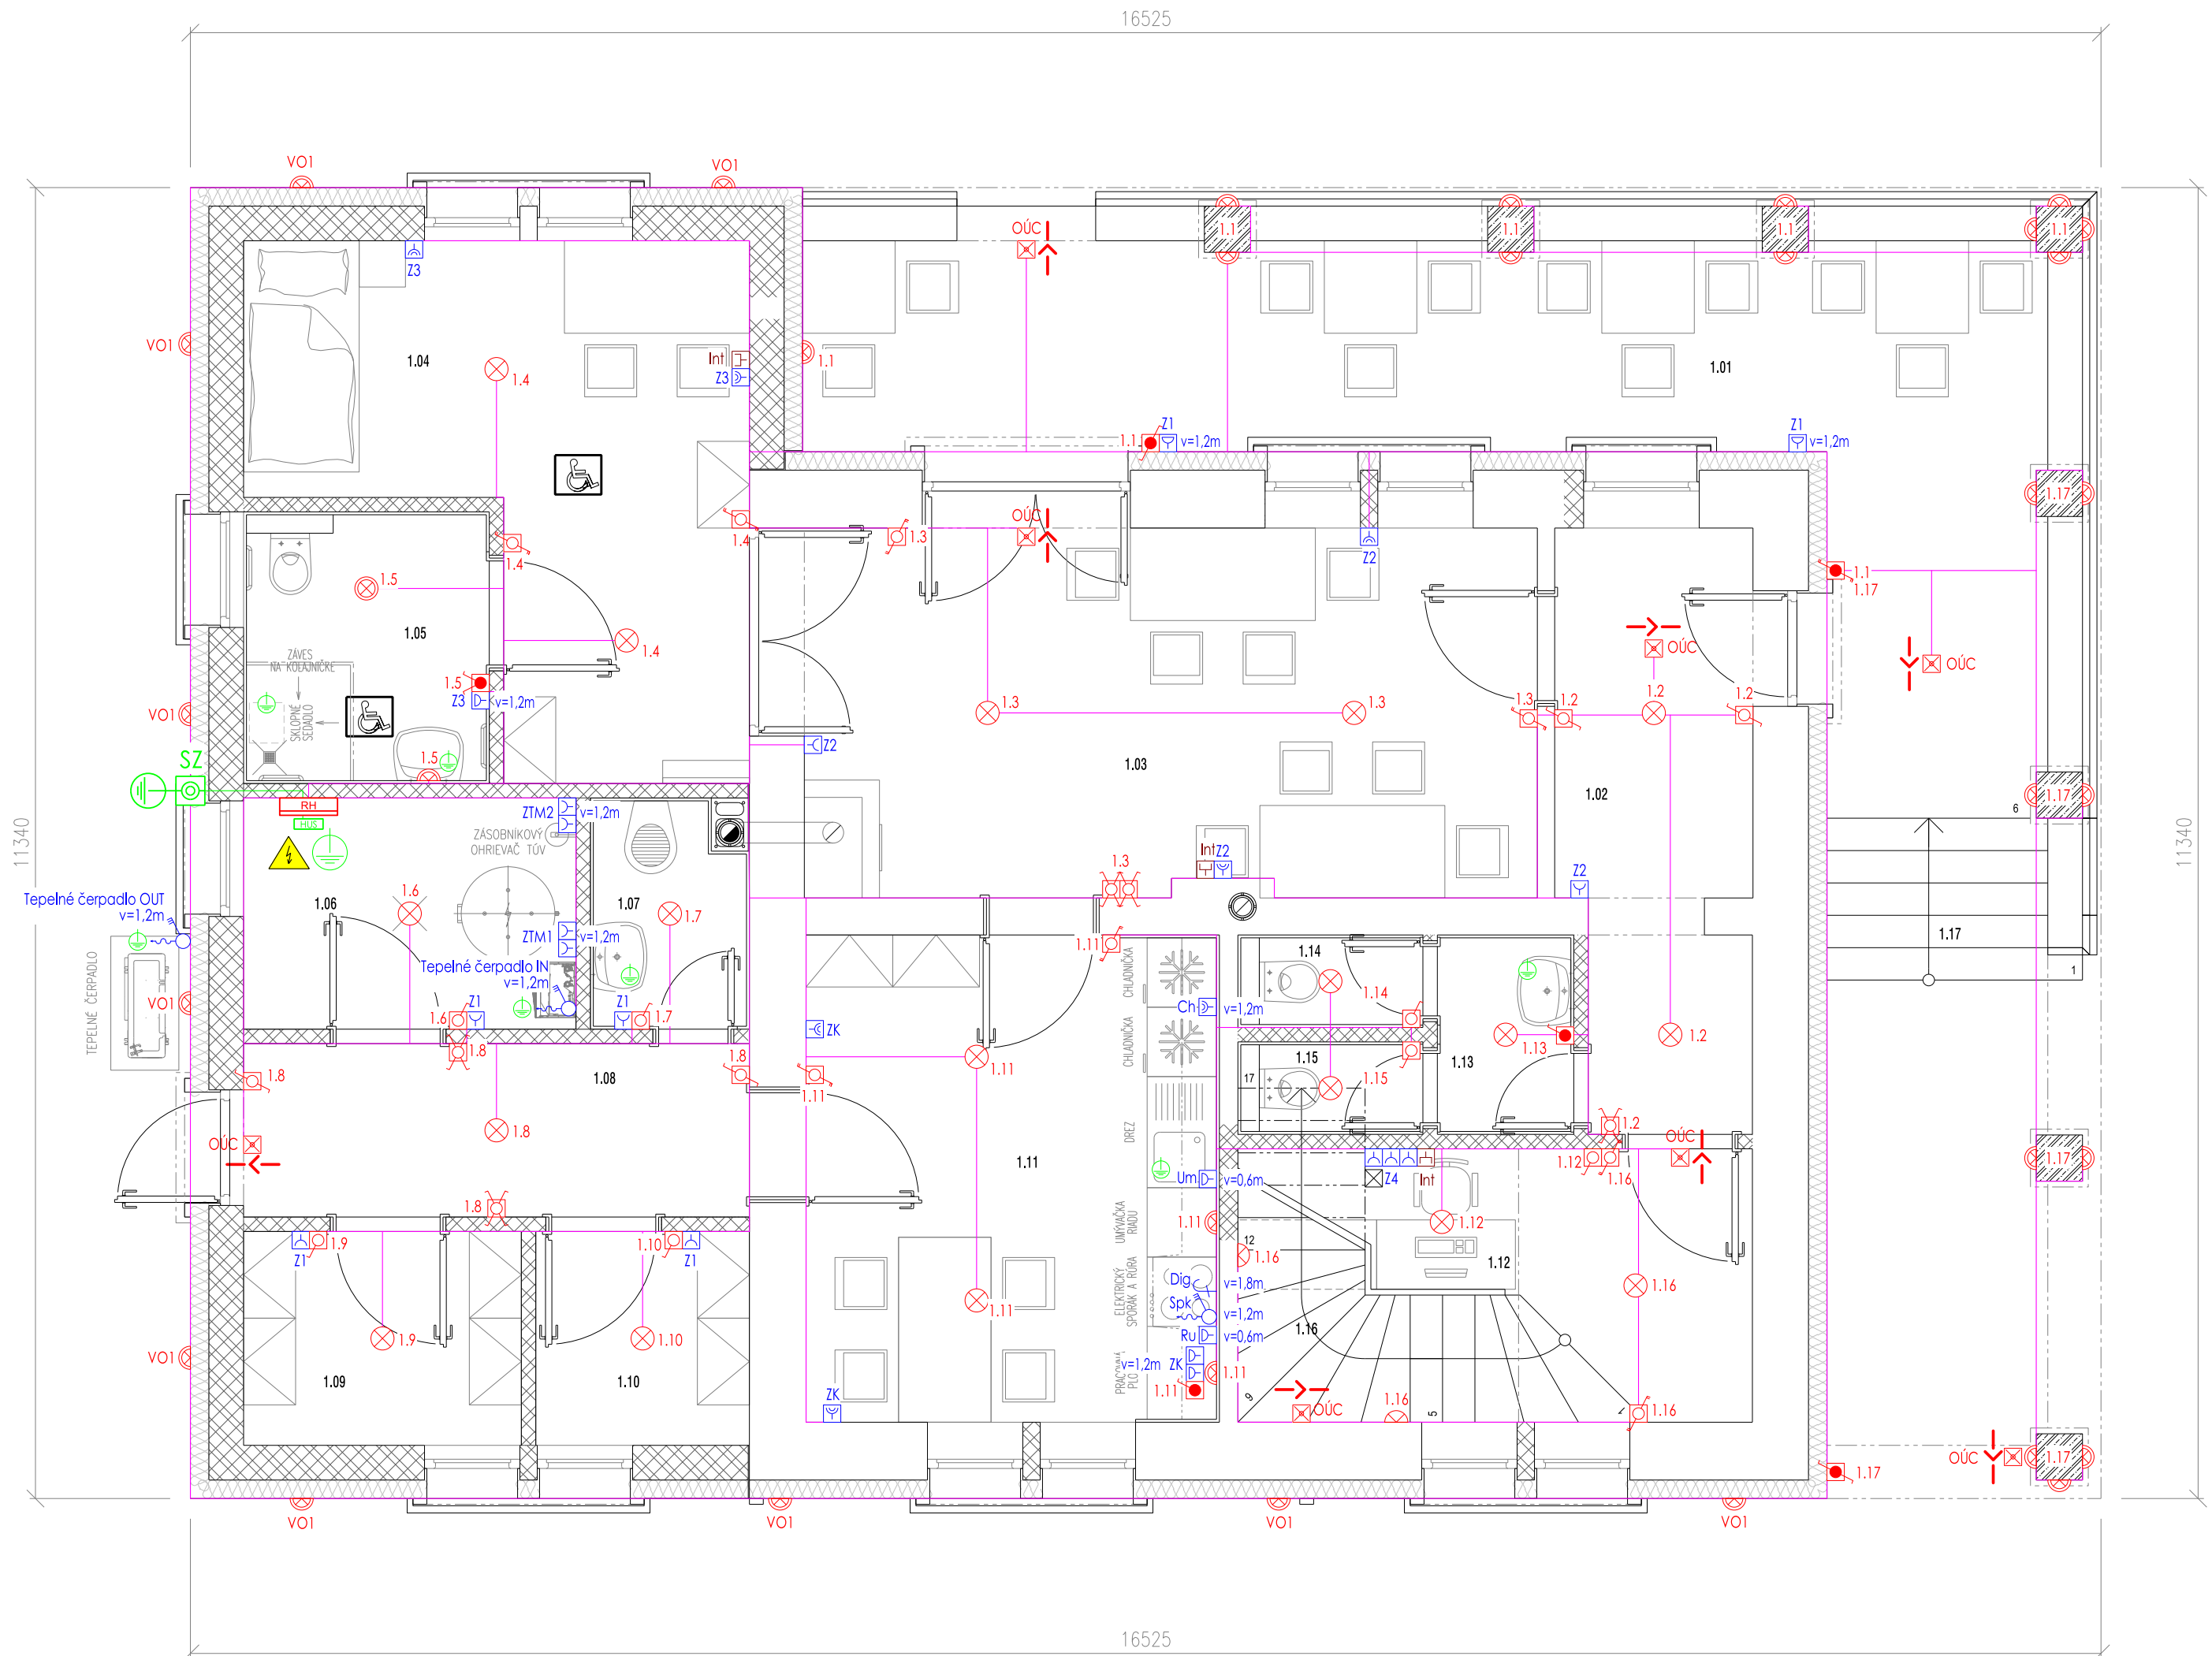 16525
VO1
VO1
OÚC
1.1
1.1
1.1
1.1
Z3
VO1
1.04
Int
Z3
1.1
1.4
1.01
Z1
1.1
v=1,2m
Z1
v=1,2m
1.17
1.4
1.3
OÚC
Z2
1.4
1.5
1.1
1.17
1.05
1.4
OÚC
OÚC
ZÁVES
NA KOĽAJNIČKE
1.5
Z3
v=1,2m
SKLOPNÉ
SEDADLO
VO1
1.3
1.3
1.3
1.2
1.2
1.2
Z2
SZ
1.5
1.03
1.02
1.17
RH
HUS
ZTM2
v=1,2m
ZÁSOBNÍKOVÝ
OHRIEVAČ TÚV
6
11340
11340
Int
Z2
1.3
Z2
Tepelné čerpadlo OUT
v=1,2m
1.6
1.06
1.07
1.7
ZTM1
v=1,2m
1.11
1.14
1.17
TEPELNÉ ČERPADLO
Tepelné čerpadlo IN
v=1,2m
CHLADNIČKA
1
VO1
Z1
1.6
Z1
1.7
ZK
Ch
v=1,2m
1.14
1.13
1.2
CHLADNIČKA
1.8
1.8
1.8
1.08
1.11
1.11
1.15
17
1.15
1.13
1.8
DREZ
1.2
OÚC
OÚC
1.11
1.12
1.16
1.17
Um
v=0,6m
Z4
Int
1.8
UMÝVAČKA
RIADU
1.11
1.12
Z1
1.9
1.10
Z1
12
1.16
1.12
ELEKTRICKÝ
SPORÁK A RÚRA
Dig.
v=1,8m
1.16
1.11
Spk
v=1,2m
1.9
1.10
Ru
v=0,6m
1.16
VO1
1.09
1.10
PRACOVNÁ
v=1,2m
ZK
1.11
1.11
9
ZK
OÚC
1.16
5
1.16
OÚC
1.17
1.17
VO1
VO1
VO1
VO1
16525